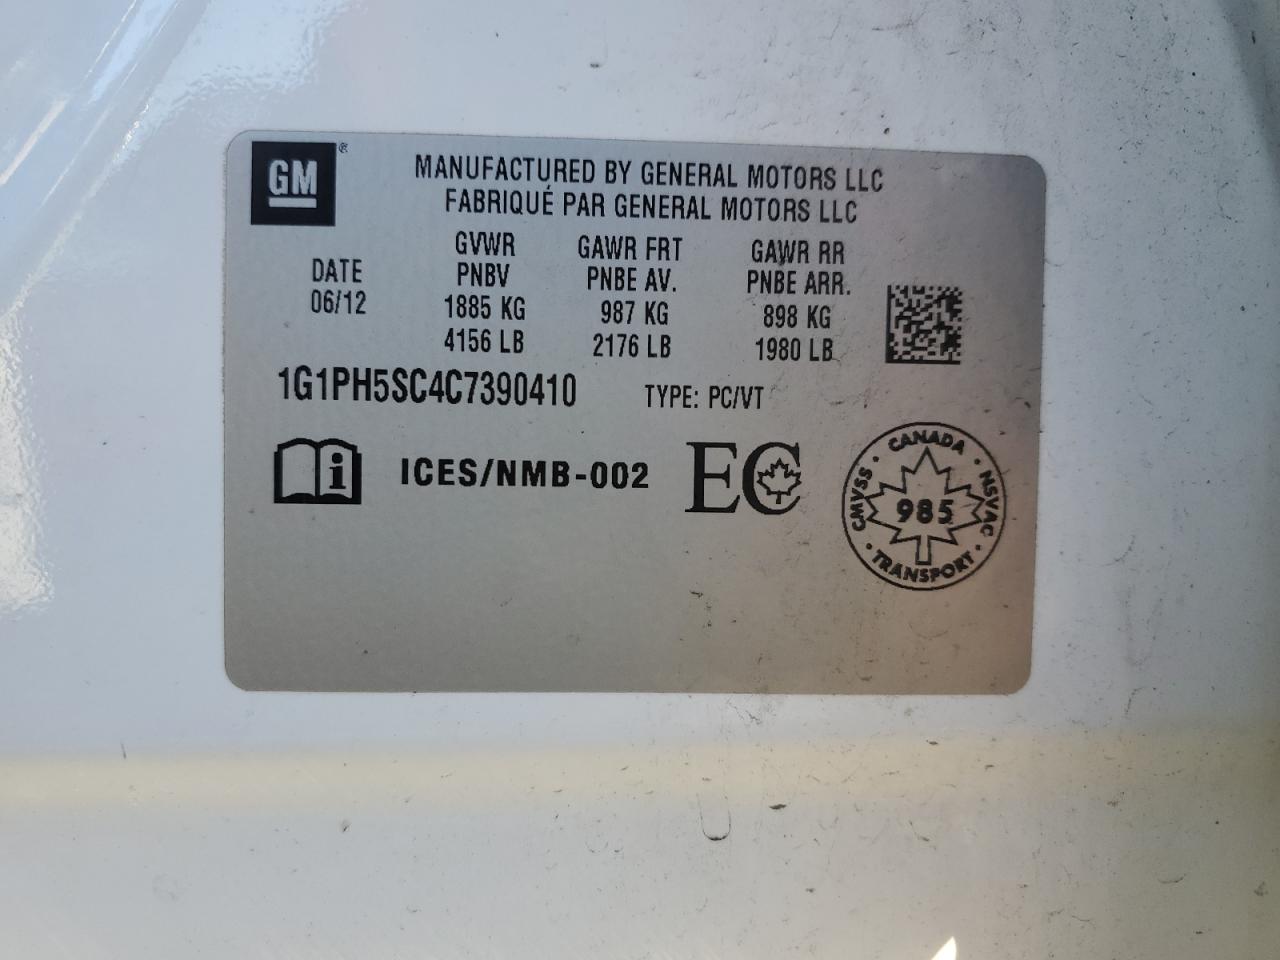 GM®
MANUFACTURED BY GENERAL MOTORS LLC
FABRIQUÉ PAR GENERAL MOTORS LLC
GVWR GAWR FRT GAWR RR
DATE PNBV PNBE AV. PNBE ARR.
06/12 1885 KG 987 KG 898 KG
4156 LB 2176 LB 1980 LB
1G1PH5SC4C7390410 TYPE: PC/VT
i ICES/NMB-002 EC
CANADA
CMVSS 985 NSVAC
TRANSPORT